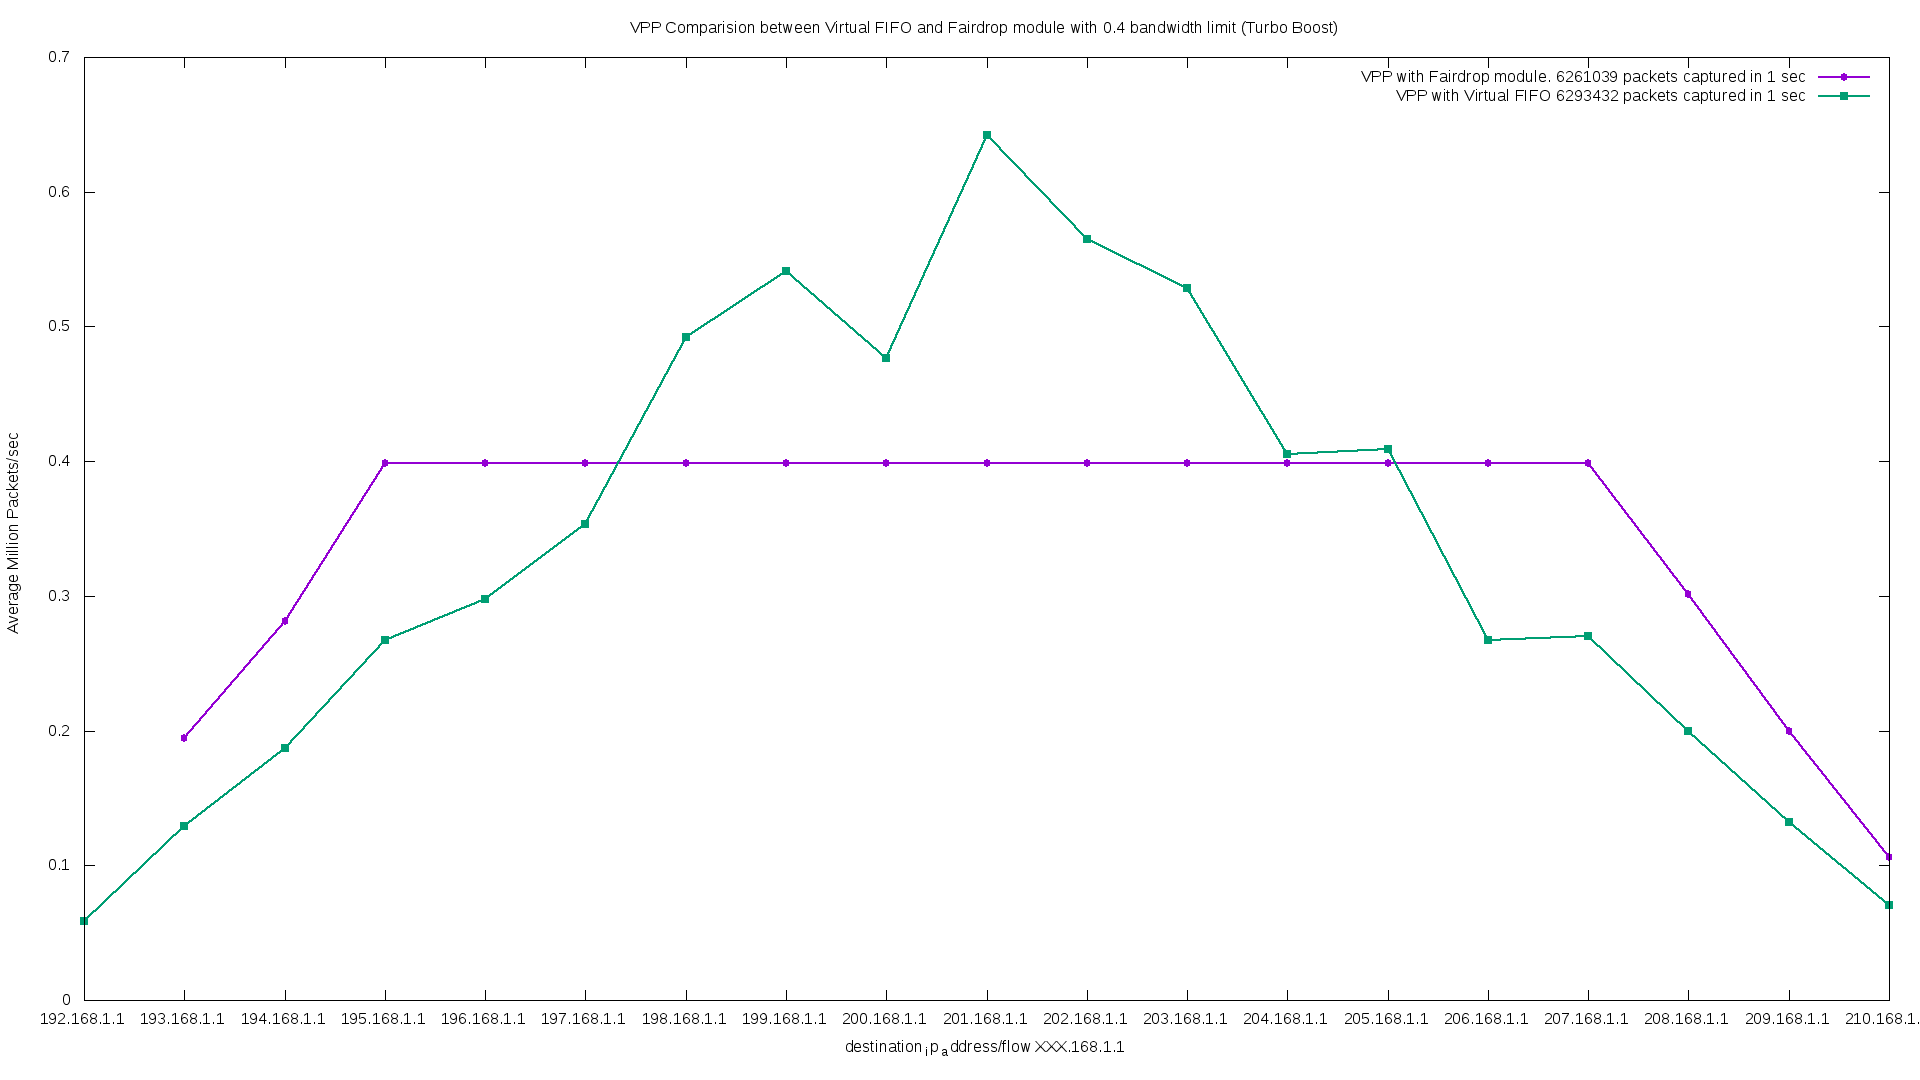 VPP Comparision between Virtual FIFO and Fairdrop module with 0.4 bandwidth limit (Turbo Boost)
VPP with Fairdrop module. 6261039 packets captured in 1 sec
VPP with Virtual FIFO 6293432 packets captured in 1 sec
0.7
0.6
0.5
0.4
0.3
0.2
0.1
0
Average Million Packets/sec
192.168.1.1 193.168.1.1 194.168.1.1 195.168.1.1 196.168.1.1 197.168.1.1 198.168.1.1 199.168.1.1 200.168.1.1 201.168.1.1 202.168.1.1 203.168.1.1 204.168.1.1 205.168.1.1 206.168.1.1 207.168.1.1 208.168.1.1 209.168.1.1 210.168.1.
destination ip address/flow XXX.168.1.1